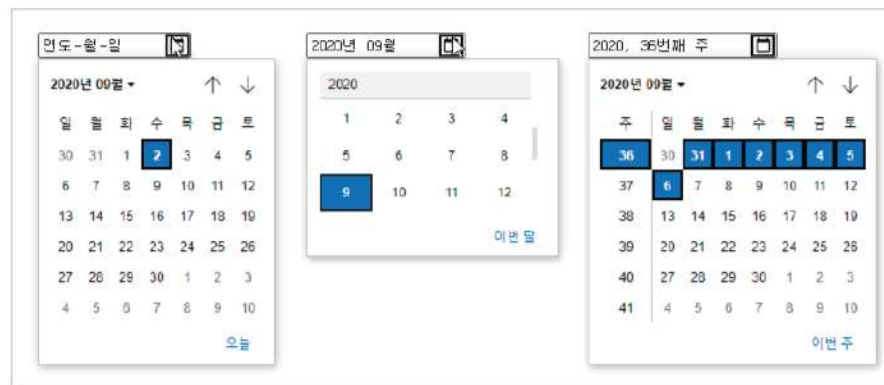 연도-월-일
2020년 09월
일 월 화 수 목 금 토
30 31 1 2 3 4 5
6 7 8 9 10 11 12
13 14 15 16 17 18 19
20 21 22 23 24 25 26
27 28 29 30 1 2 3
4 5 6 7 8 9 10
오늘
2020년 09월
2020
1 2 3 4
5 6 7 8
9 10 11 12
이번 달
2020, 36번째 주
2020년 09월
주 일 월 화 수 목 금 토
36 30 31 1 2 3 4 5
37 6 7 8 9 10 11 12
38 13 14 15 16 17 18 19
39 20 21 22 23 24 25 26
40 27 28 29 30 1 2 3
41 4 5 6 7 8 9 10
이번 주